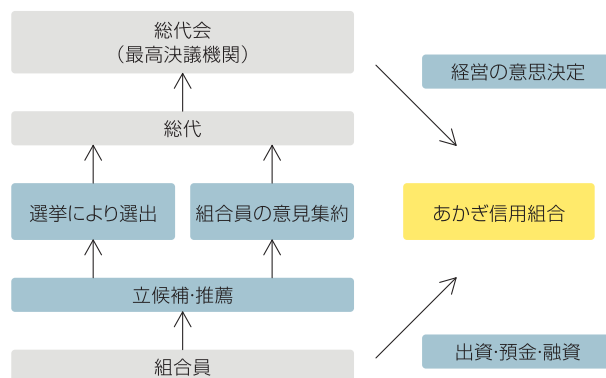 総代会
（最高決議機関）
経営の意思決定
総代
選挙により選出
組合員の意見集約
あかぎ信用組合
立候補･推薦
出資･預金･融資
組合員